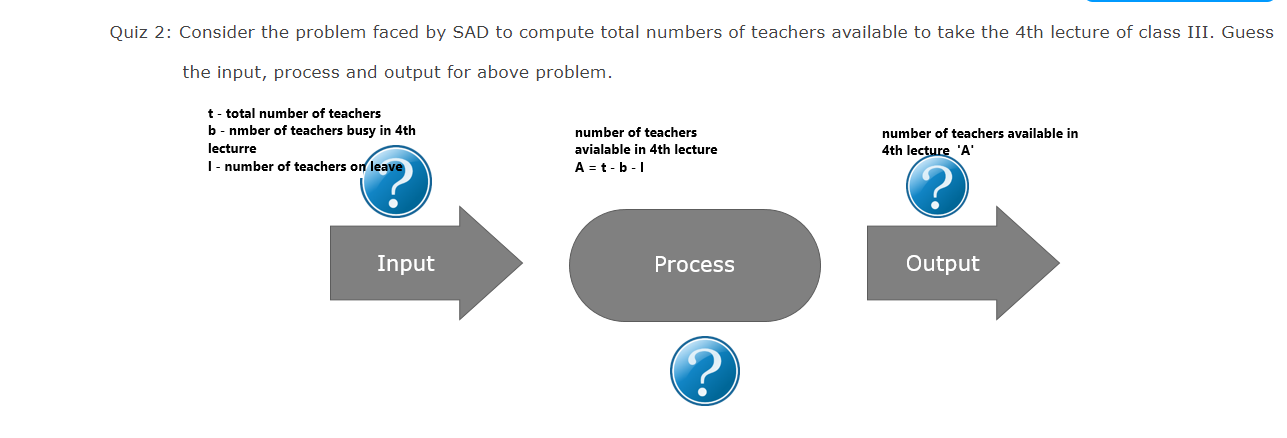 Quiz 2: Consider the problem faced by SAD to compute total numbers of teachers available to take the 4th lecture of class III. Guess
the input, process and output for above problem.
t - total number of teachers
b - nmber of teachers busy in 4th
lecturre
l - number of teachers on leave
number of teachers
avialable in 4th lecture
A = t - b - l
number of teachers available in
4th lecture 'A'
?
?
Input
Process
Output
?